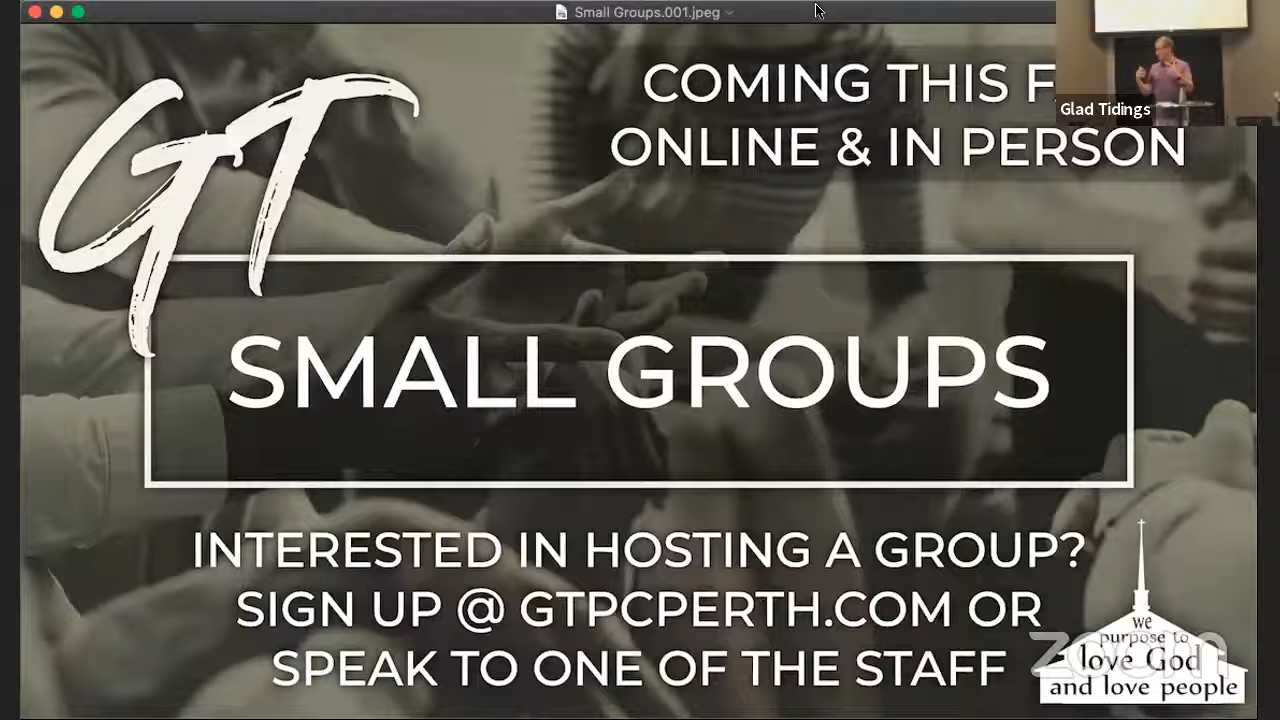 Small Groups.001.jpeg
GT
COMING THIS F
ONLINE & IN PERSON
Glad Tidings
SMALL GROUPS
INTERESTED IN HOSTING A GROUP?
SIGN UP @ GTPCPERTH.COM OR
SPEAK TO ONE OF THE STAFF
we
purpose to
love God
and love people
zoom